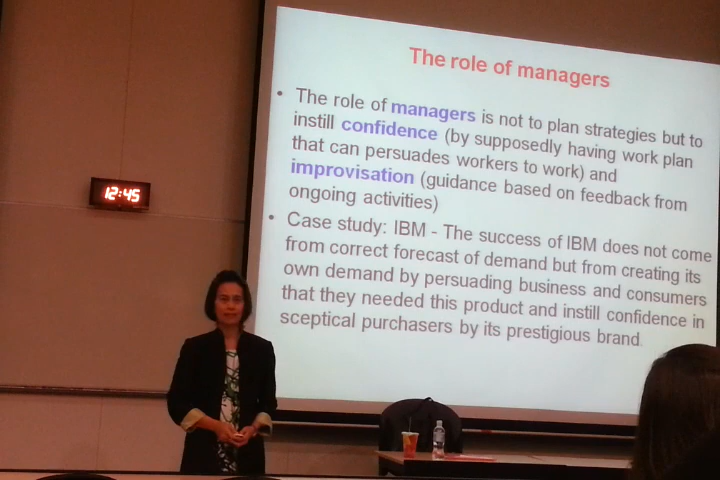 The role of managers
• The role of managers is not to plan strategies but to
instill confidence (by supposedly having work plan
that can persuades workers to work) and
improvisation (guidance based on feedback from
ongoing activities)
• Case study: IBM - The success of IBM does not come
from correct forecast of demand but from creating its
own demand by persuading business and consumers
that they needed this product and instill confidence in
sceptical purchasers by its prestigious brand.
12:45